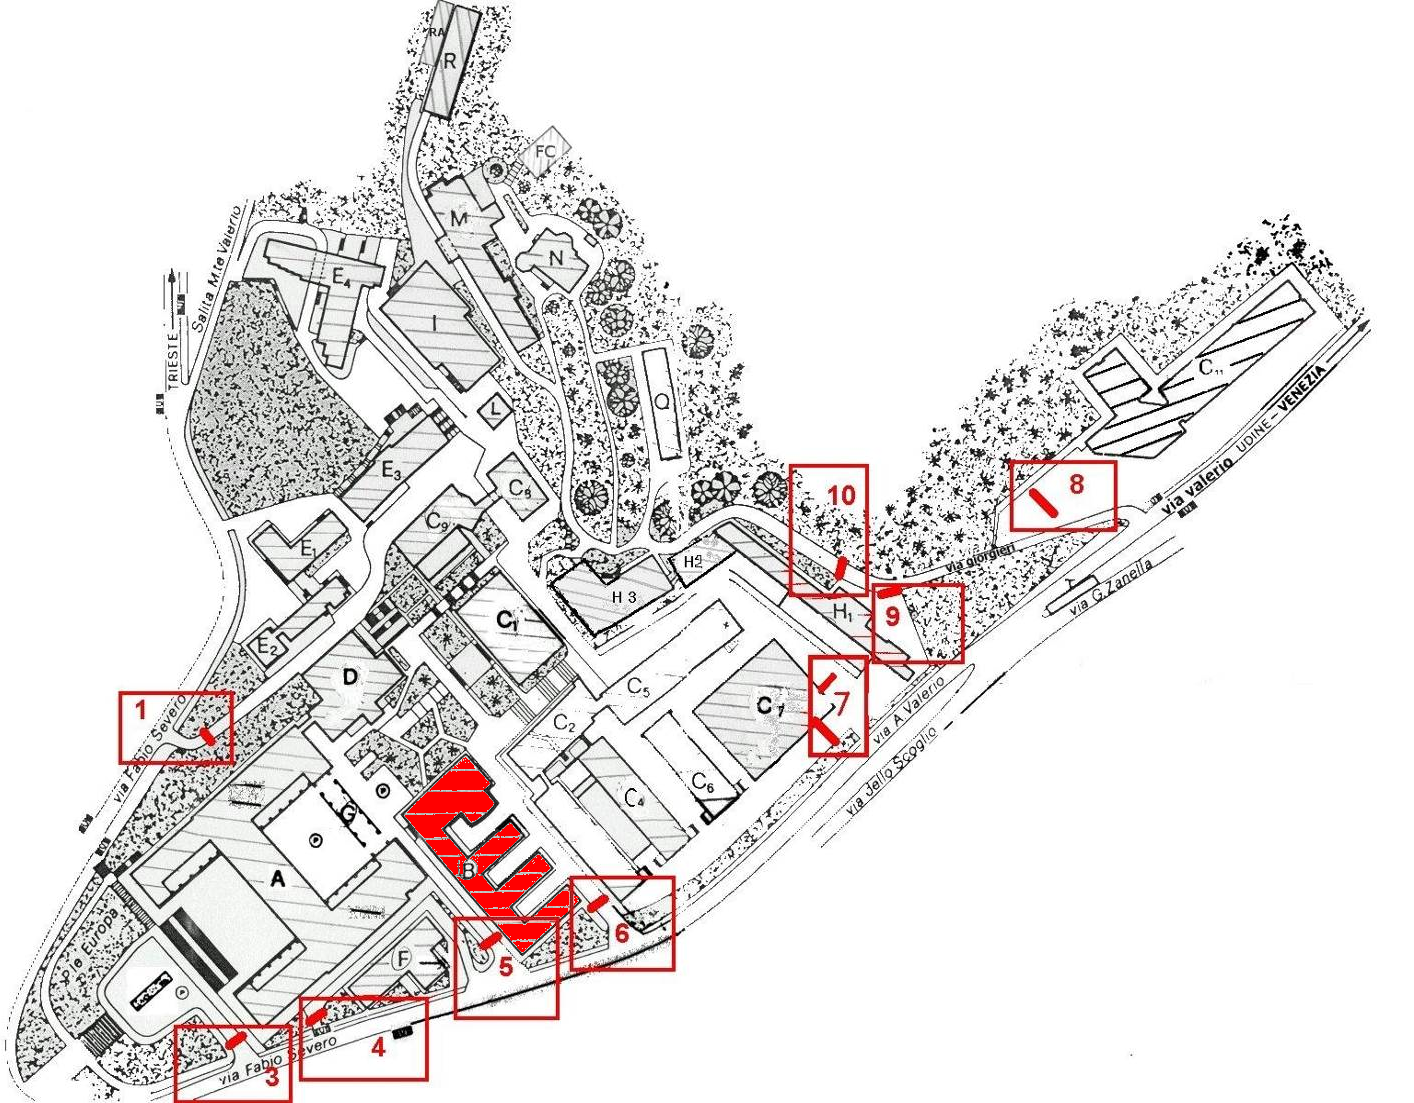 RA
R
FC
M
N
Salita M.te Valerio
E4
I
TRIESTE
L
Q
C11
E3
C8
C9
UDINE - VENEZIA
via valerio
8
10
E1
via giorgieri
H2
H3
H1
9
T
via G. Zanella
C1
E2
D
C5
C7
7
1
via Fabio Severo
C2
via A Valerio
C6
C4
via Jello Scoglio
P
G
P
B
A
6
P.le Europa
F
5
P
4
3
via Fabio Severo